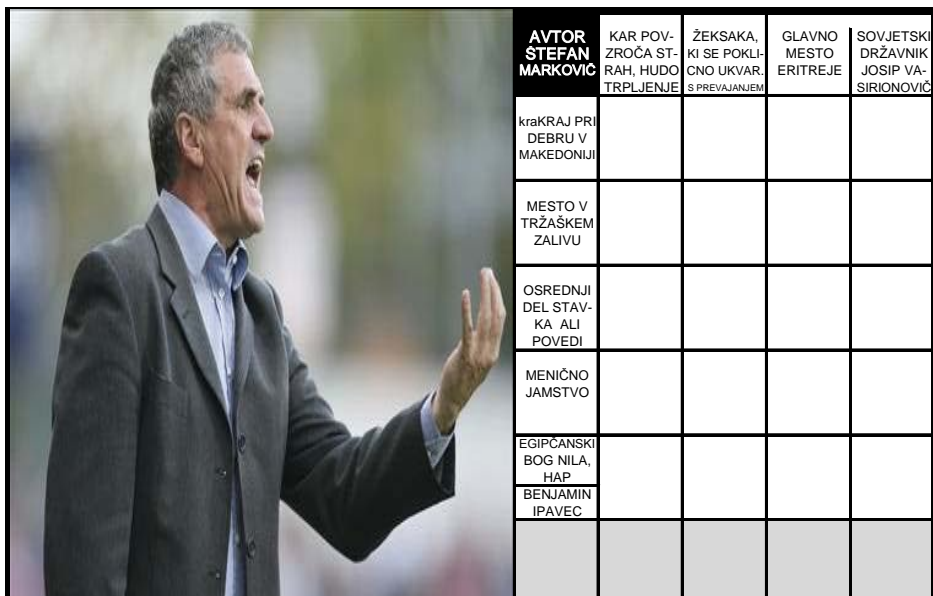 AVTOR
ŠTEFAN
MARKOVIČ
KAR POV-
ZROČA ST-
RAH, HUDO
TRPLJENJE
ŽEKSAKA,
KI SE POKLI-
CNO UKVAR.
S PREVAJANJEM
GLAVNO
MESTO
ERITREJE
SOVJETSKI
DRŽAVNIK
JOSIP VA-
SIRIONOVIČ
kraKRAJ PRI
DEBRU V
MAKEDONIJI
MESTO V
TRŽAŠKEM
ZALIVU
OSREDNJI
DEL STAV-
KA ALI
POVEDI
MENIČNO
JAMSTVO
EGIPČANSKI
BOG NILA,
HAP
BENJAMIN
IPAVEC